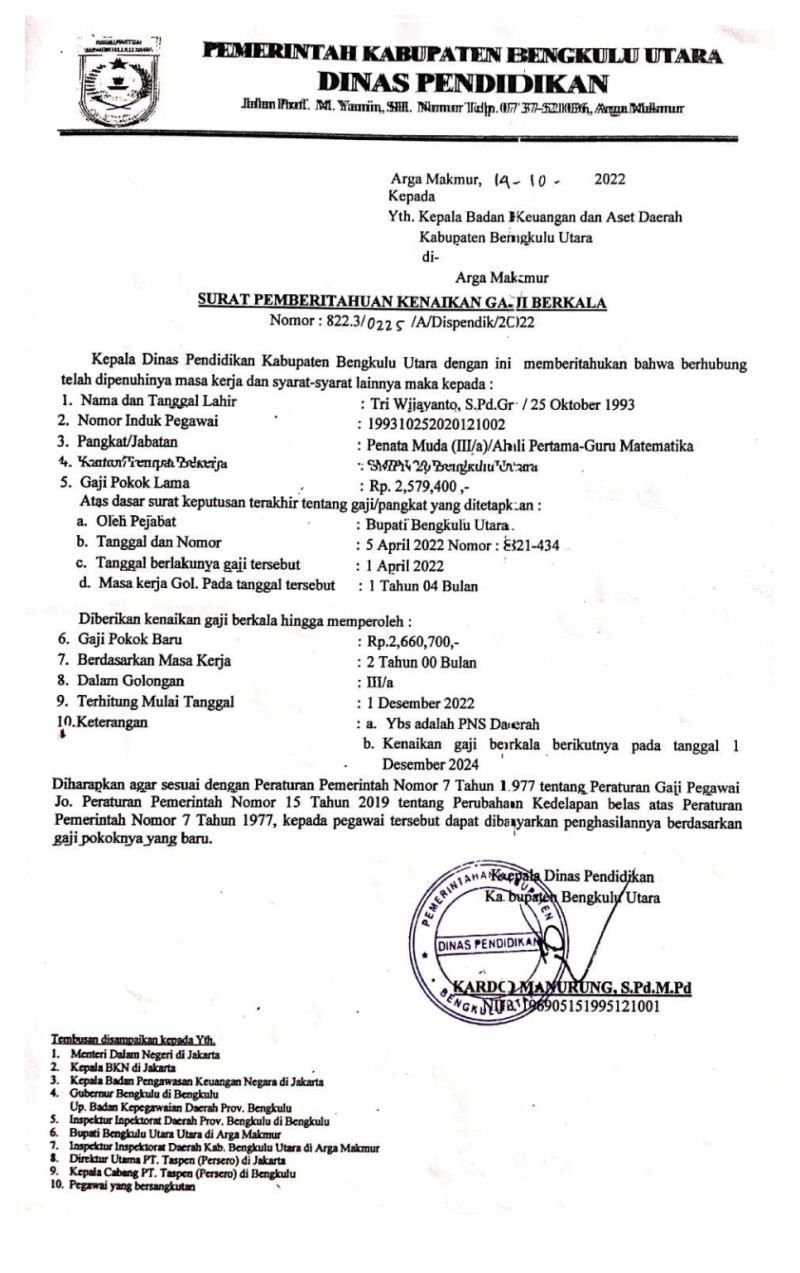 PEMERINTAH KABUPATEN BENGKULU UTARA
DINAS PENDIDIKAN
Jalan Prof. M. Yamin, SH. Nomor Telp. 0737-521036, Arga Makmur
Arga Makmur, 19-10- 2022
Kepada
Yth. Kepala Badan Keuangan dan Aset Daerah
Kabupaten Bengkulu Utara
di-
Arga Makmur
SURAT PEMBERITAHUAN KENAIKAN GAJI BERKALA
Nomor : 822.3/0225 /A/Dispendik/2022
Kepala Dinas Pendidikan Kabupaten Bengkulu Utara dengan ini memberitahukan bahwa berhubung
telah dipenuhinya masa kerja dan syarat-syarat lainnya maka kepada :
1. Nama dan Tanggal Lahir : Tri Wijayanto, S.Pd.Gr / 25 Oktober 1993
2. Nomor Induk Pegawai : 199310252020121002
3. Pangkat/Jabatan : Penata Muda (III/a)/Ahli Pertama-Guru Matematika
4. Kantor/Tempat Bekerja : SMPN Bengkulu Utara
5. Gaji Pokok Lama : Rp. 2,579,400 ,-
Atas dasar surat keputusan terakhir tentang gaji/pangkat yang ditetapkan :
a. Oleh Pejabat : Bupati Bengkulu Utara
b. Tanggal dan Nomor : 5 April 2022 Nomor : 821-434
c. Tanggal berlakunya gaji tersebut : 1 April 2022
d. Masa kerja Gol. Pada tanggal tersebut : 1 Tahun 04 Bulan
Diberikan kenaikan gaji berkala hingga memperoleh :
6. Gaji Pokok Baru : Rp.2,660,700,-
7. Berdasarkan Masa Kerja : 2 Tahun 00 Bulan
8. Dalam Golongan : III/a
9. Terhitung Mulai Tanggal : 1 Desember 2022
10.Keterangan : a. Ybs adalah PNS Daerah
b. Kenaikan gaji berkala berikutnya pada tanggal 1
Desember 2024
Diharapkan agar sesuai dengan Peraturan Pemerintah Nomor 7 Tahun 1977 tentang Peraturan Gaji Pegawai
Jo. Peraturan Pemerintah Nomor 15 Tahun 2019 tentang Perubahan Kedelapan belas atas Peraturan
Pemerintah Nomor 7 Tahun 1977, kepada pegawai tersebut dapat dibayarkan penghasilannya berdasarkan
gaji pokoknya yang baru.
Kepala Dinas Pendidikan
Kabupaten Bengkulu Utara
PEMERINTAHAN KABUPATEN
DINAS PENDIDIKAN
BENGKULU UTARA
KARDO MANURUNG, S.Pd.M.Pd
196905151995121001
Tembusan disampaikan kepada Yth.
1. Menteri Dalam Negeri di Jakarta
2. Kepala BKN di Jakarta
3. Kepala Badan Pengawasan Keuangan Negara di Jakarta
4. Gubernur Bengkulu di Bengkulu
Up. Badan Kepegawaian Daerah Prov. Bengkulu
5. Inspektur Inpektorat Daerah Prov. Bengkulu di Bengkulu
6. Bupati Bengkulu Utara Utara di Arga Makmur
7. Inspektur Inspektorat Daerah Kab. Bengkulu Utara di Arga Makmur
8. Direktur Utama PT. Taspen (Persero) di Jakarta
9. Kepala Cabang PT. Taspen (Persero) di Bengkulu
10. Pegawai yang bersangkutan